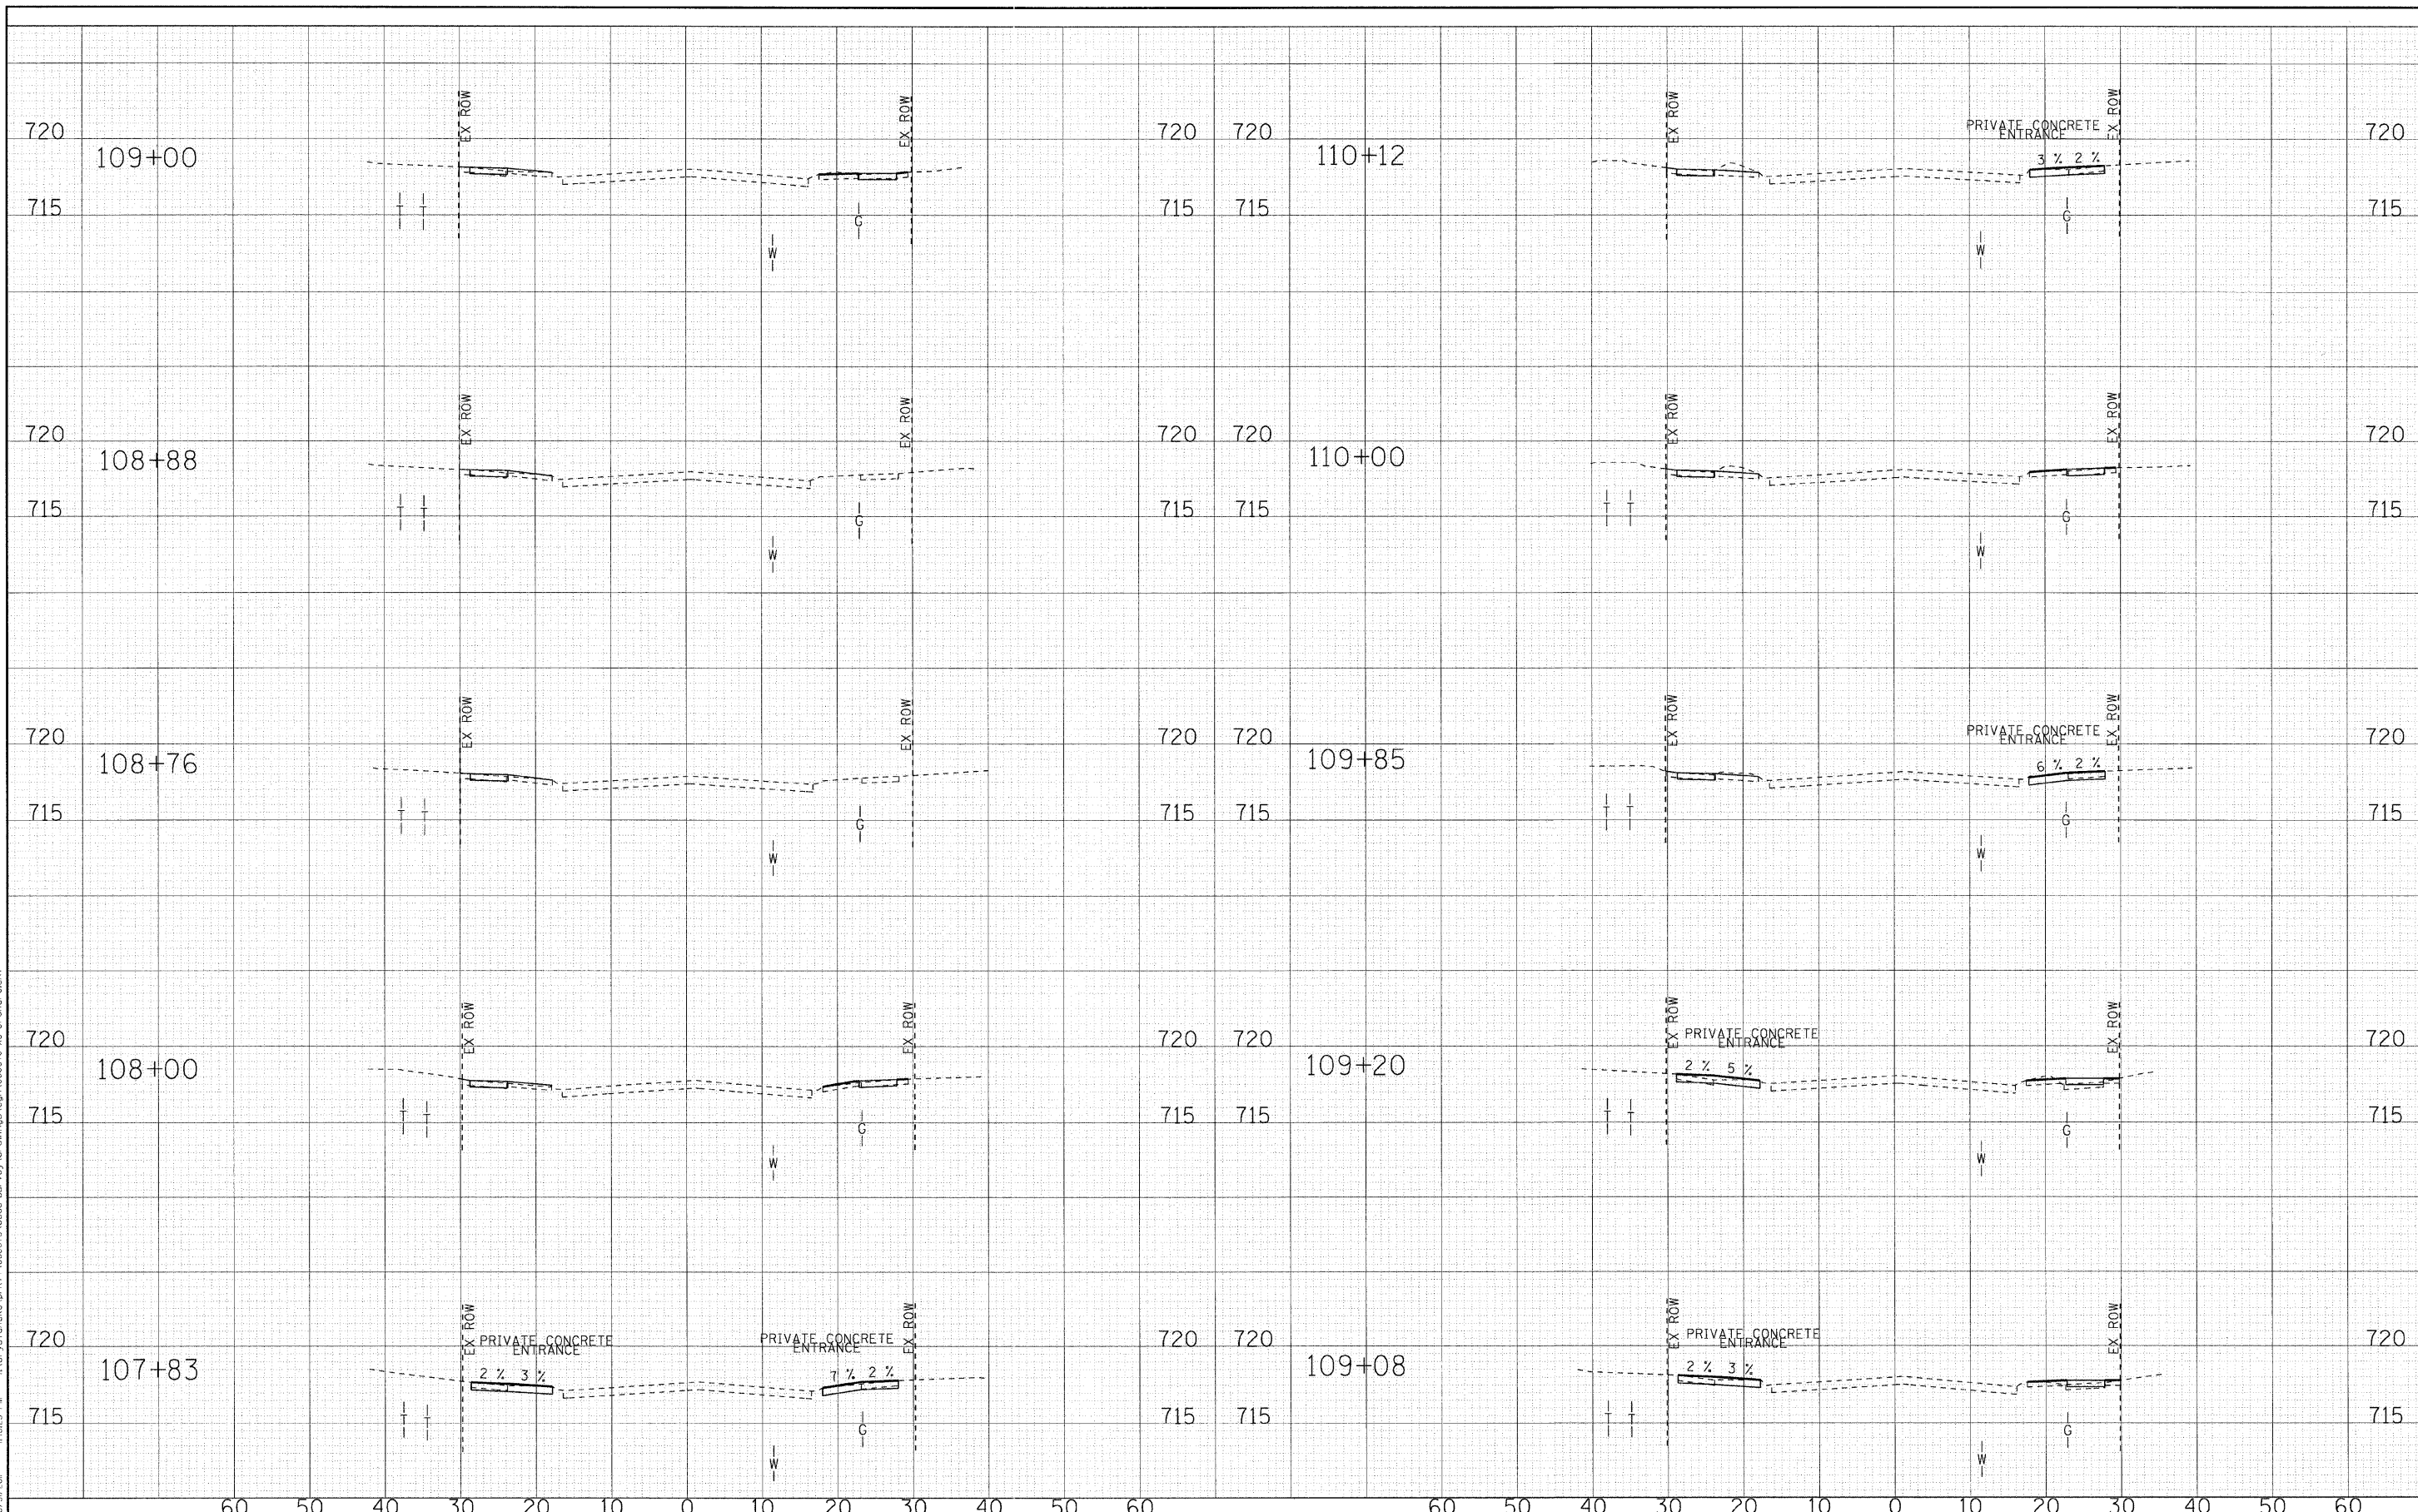 720 EX ROW EX ROW 720
109+00
715 T T G 715
W
720 EX ROW EX ROW 720
108+88
715 T T G 715
W
720 EX ROW EX ROW 720
108+76
715 T T G 715
W
720 EX ROW EX ROW 720
108+00
715 T T G 715
W
720 EX ROW PRIVATE CONCRETE PRIVATE CONCRETE EX ROW 720
ENTRANCE ENTRANCE
107+83 2 % 3 % 7 % 2 %
715 T T G 715
W
60 50 40 30 20 10 0 10 20 30 40 50 60
720 EX ROW PRIVATE CONCRETE EX ROW 720
ENTRANCE
110+12 3 % 2 %
715 G 715
W
720 EX ROW EX ROW 720
110+00
715 T T G 715
W
720 EX ROW PRIVATE CONCRETE EX ROW 720
ENTRANCE
109+85 6 % 2 %
715 T T G 715
W
720 EX ROW PRIVATE CONCRETE EX ROW 720
ENTRANCE
109+20 2 % 5 %
715 T T G 715
W
720 EX ROW PRIVATE CONCRETE EX ROW 720
ENTRANCE
109+08 2 % 3 %
715 T T G 715
W
60 50 40 30 20 10 0 10 20 30 40 50 60